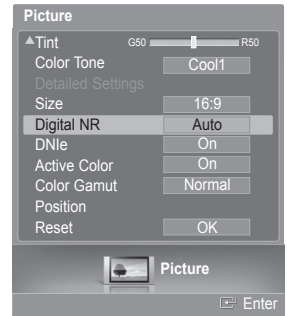 Picture
▲Tint G50 R50
Color Tone Cool1
Detailed Settings
Size 16:9
Digital NR Auto
DNIe On
Active Color On
Color Gamut Normal
Position
Reset OK
Picture
Enter